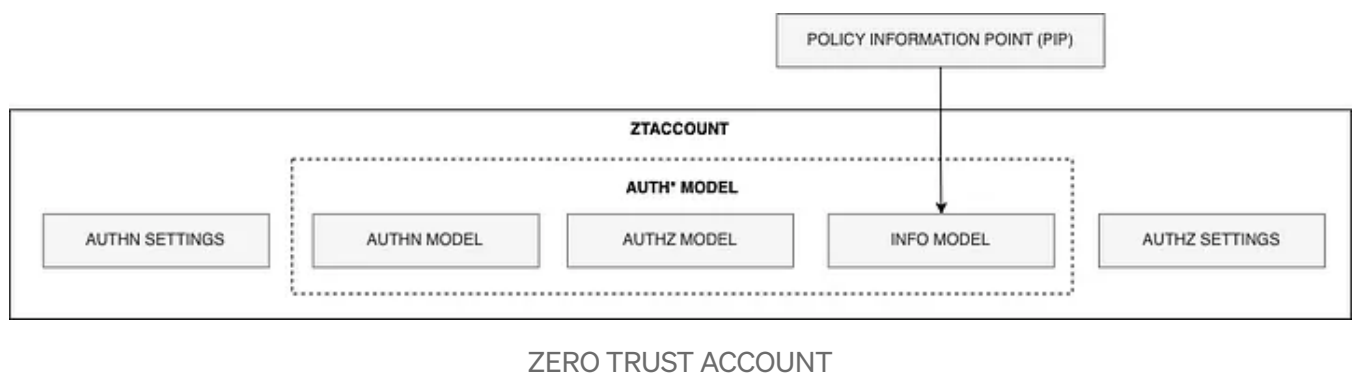 POLICY INFORMATION POINT (PIP)
ZTACCOUNT
AUTH* MODEL
AUTHN SETTINGS
AUTHN MODEL
AUTHZ MODEL
INFO MODEL
AUTHZ SETTINGS
ZERO TRUST ACCOUNT